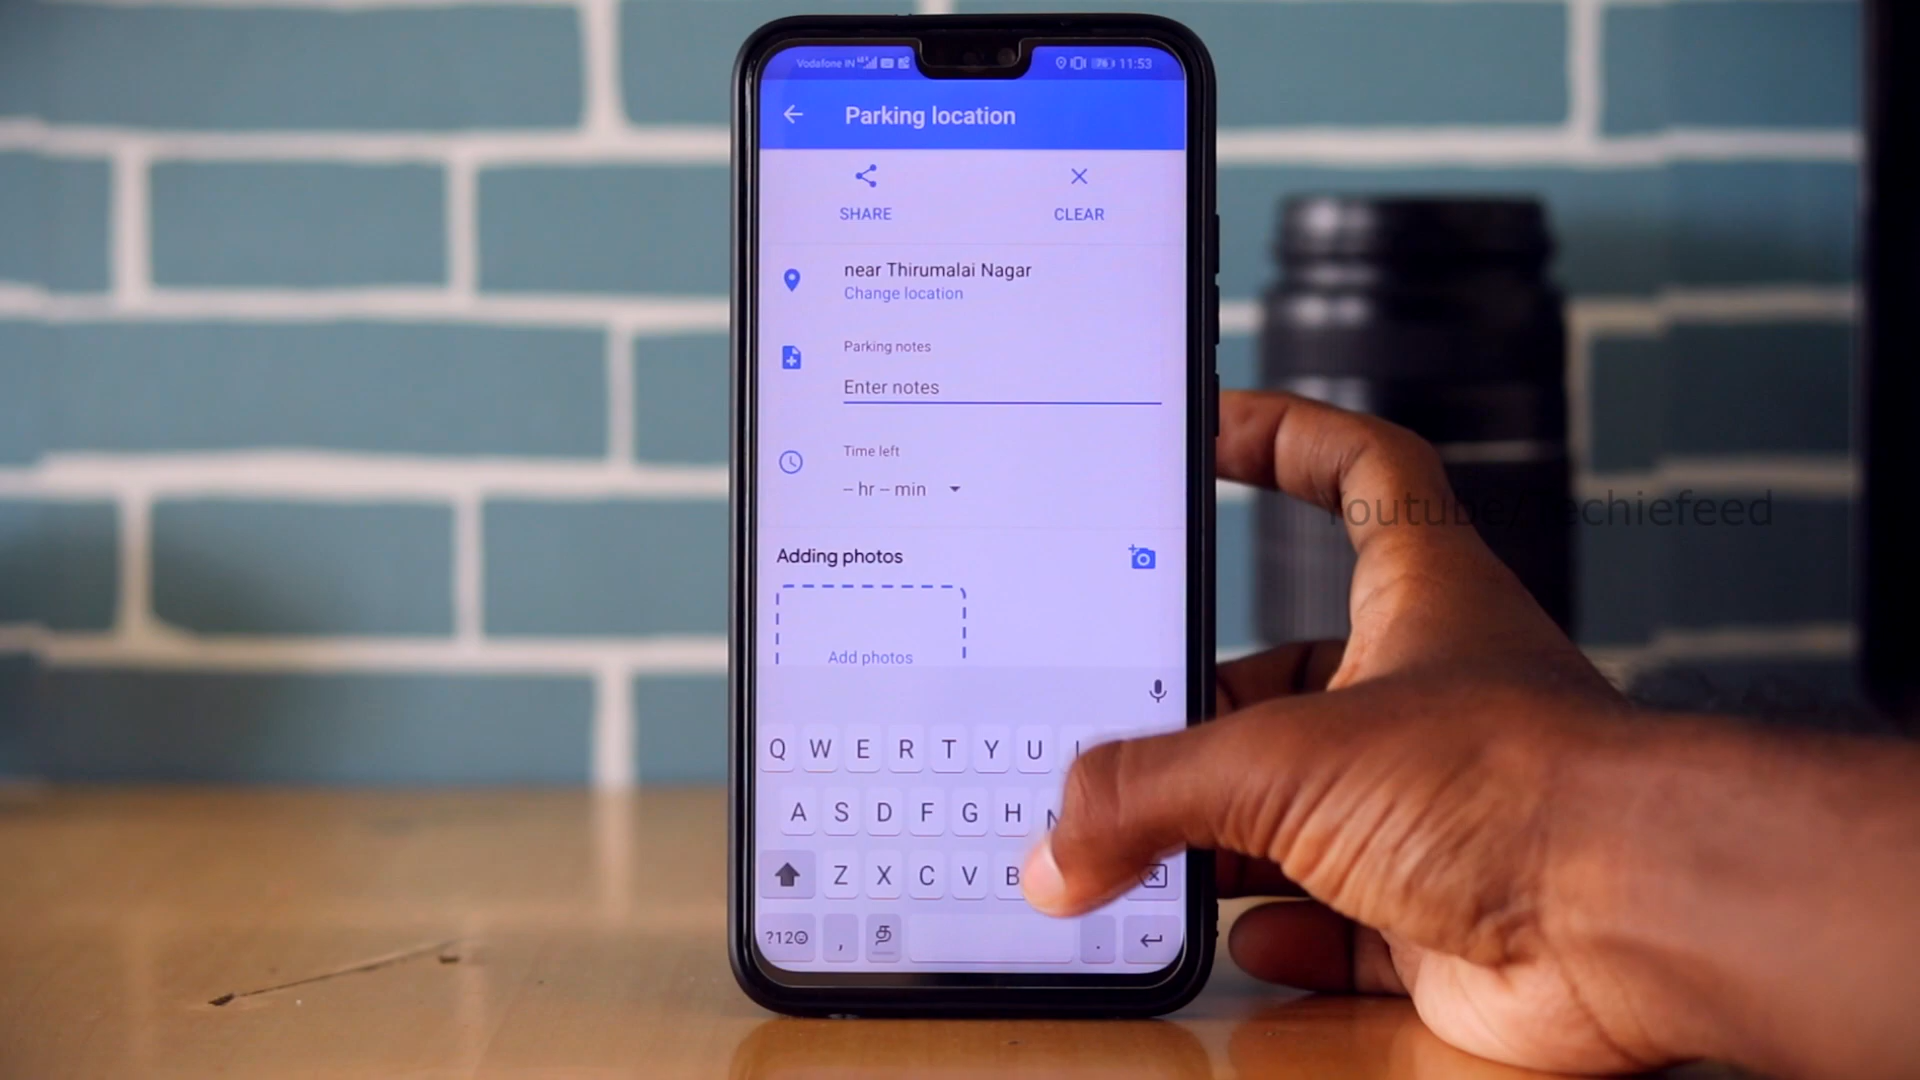 Vodafone IN 76 11:53
Parking location
SHARE CLEAR
near Thirumalai Nagar
Change location
Parking notes
Enter notes
Time left
-- hr -- min
Adding photos
Add photos
Q W E R T Y U
A S D F G H
Z X C V B
?12 , த .